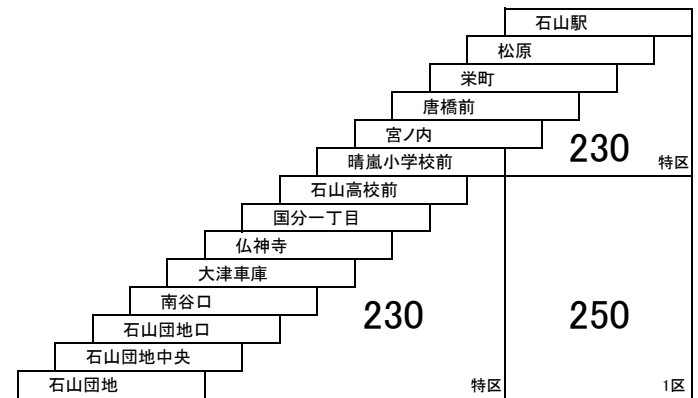 石山駅
松原
栄町
唐橋前
宮ノ内
230 特区
晴嵐小学校前
石山高校前
国分一丁目
仏神寺
大津車庫
南谷口
230
250
石山団地口
石山団地中央
石山団地
特区
1区